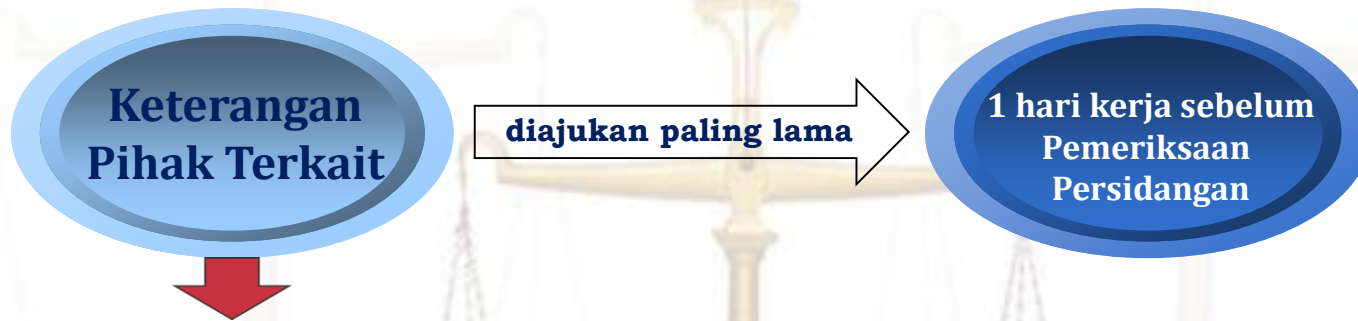 Keterangan
Pihak Terkait
diajukan paling lama
1 hari kerja sebelum
Pemeriksaan
Persidangan